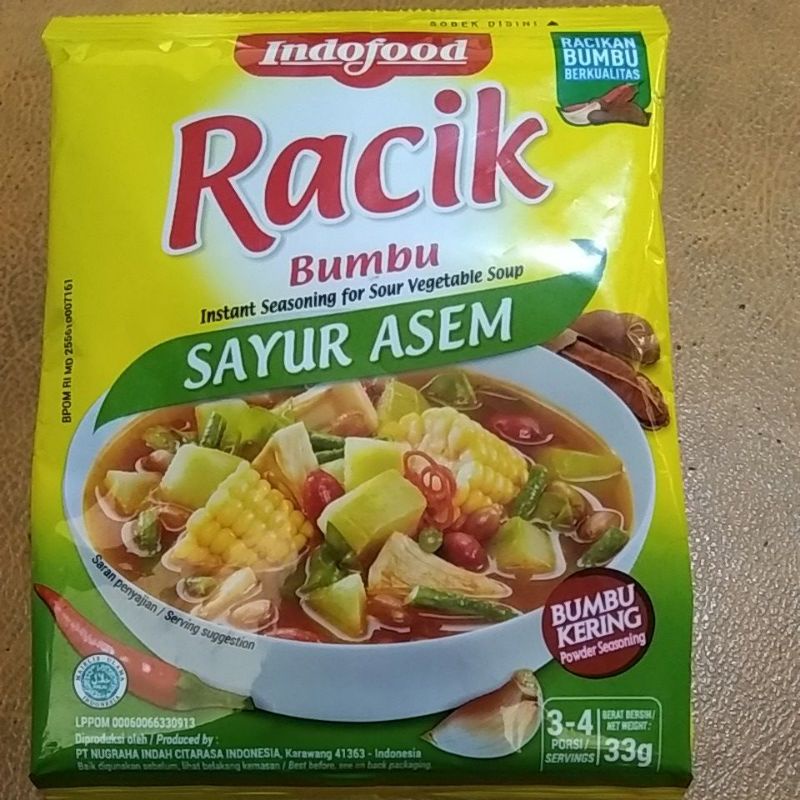 SOBEK DISINI
Indofood
RACIKAN
BUMBU
BERKUALITAS
Racik
Bumbu
Instant Seasoning for Sour Vegetable Soup
SAYUR ASEM
BPOM RI MD
Saran penyajian / Serving suggestion
BUMBU
KERING
Powder Seasoning
MAJELIS ULAMA
INDONESIA
LPPOM 00060066330913
Diproduksi oleh / Produced by :
PT NUGRAHA INDAH CITARASA INDONESIA, Karawang 41363 - Indonesia
Baik digunakan sebelum, lihat belakang kemasan / Best before, see on back packaging.
3-4
PORSI /
SERVINGS
BERAT BERSIH /
NET WEIGHT:
33g